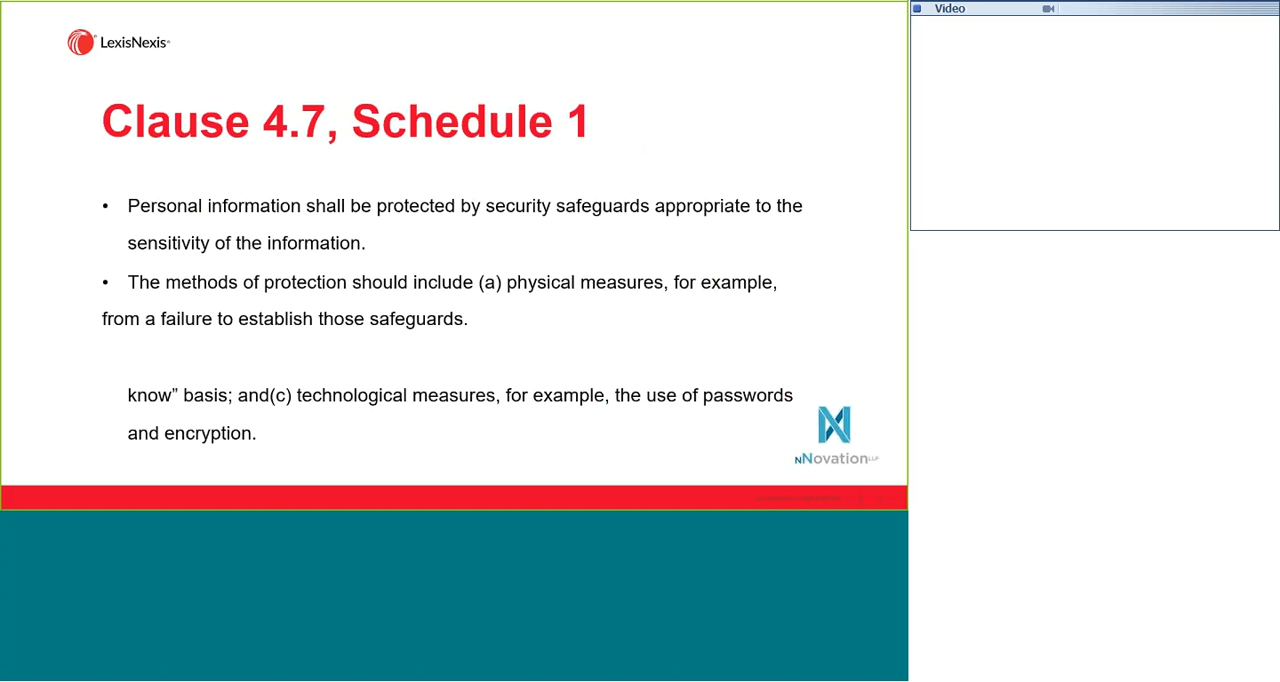 Video
LexisNexis
Clause 4.7, Schedule 1
• Personal information shall be protected by security safeguards appropriate to the
sensitivity of the information.
• The methods of protection should include (a) physical measures, for example,
from a failure to establish those safeguards.
know” basis; and(c) technological measures, for example, the use of passwords
and encryption.
NNovation LLP